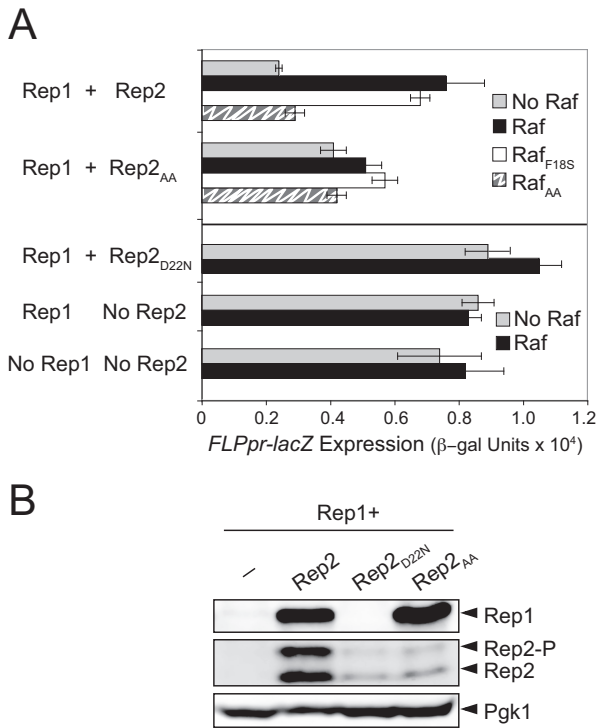 A
Rep1 + Rep2
No Raf
Raf
RafF18S
RafAA
Rep1 + Rep2AA
Rep1 + Rep2D22N
Rep1 No Rep2
No Raf
Raf
No Rep1 No Rep2
0 0.2 0.4 0.6 0.8 1.0 1.2
FLPpr-lacZ Expression (β-gal Units x 10⁴)
B
Rep1+
– Rep2 Rep2D22N Rep2AA
Rep1
Rep2-P
Rep2
Pgk1